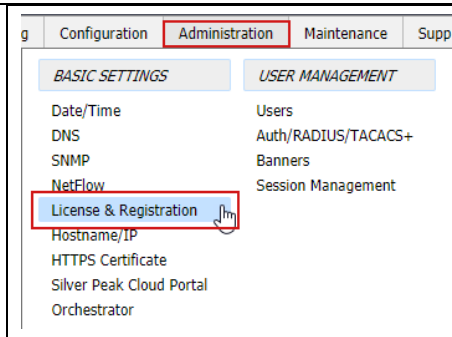 g Configuration Administration Maintenance Supp
BASIC SETTINGS USER MANAGEMENT
Date/Time Users
DNS Auth/RADIUS/TACACS+
SNMP Banners
NetFlow Session Management
License & Registration
Hostname/IP
HTTPS Certificate
Silver Peak Cloud Portal
Orchestrator